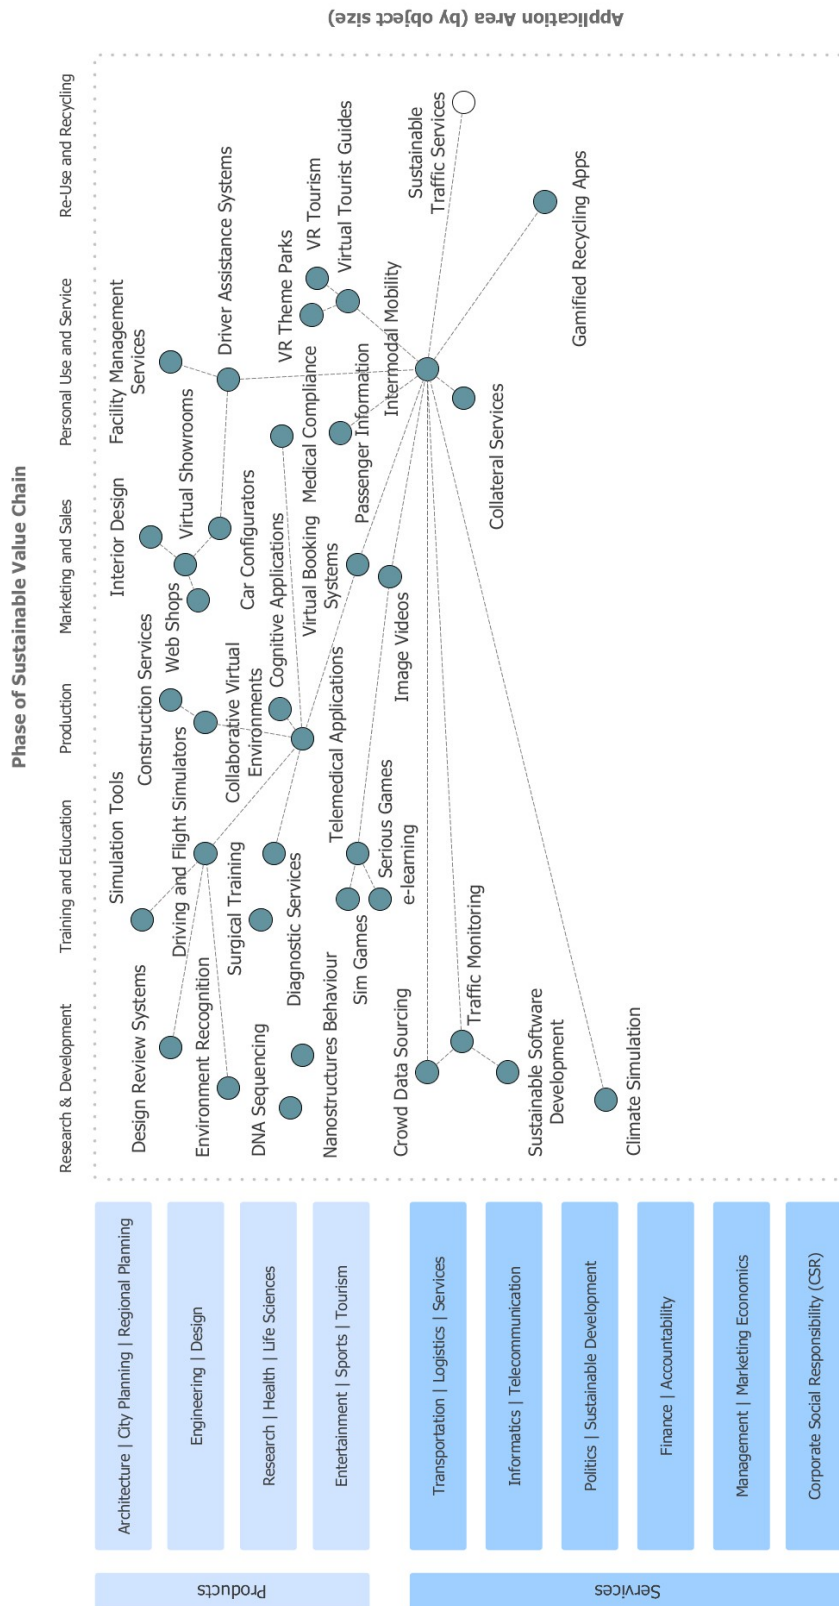 Phase of Sustainable Value Chain
Research & Development
Training and Education
Production
Marketing and Sales
Personal Use and Service
Re-Use and Recycling
Application Area (by object size)
Products
Architecture | City Planning | Regional Planning
Engineering | Design
Research | Health | Life Sciences
Entertainment | Sports | Tourism
Services
Transportation | Logistics | Services
Informatics | Telecommunication
Politics | Sustainable Development
Finance | Accountability
Management | Marketing Economics
Corporate Social Responsibility (CSR)
Design Review Systems
Environment Recognition
DNA Sequencing
Nanostructures Behaviour
Crowd Data Sourcing
Traffic Monitoring
Sustainable Software
Development
Climate Simulation
Simulation Tools
Driving and Flight Simulators
Surgical Training
Diagnostic Services
Sim Games
Serious Games
e-learning
Construction Services
Collaborative Virtual
Environments
Cognitive Applications
Telemedical Applications
Interior Design
Web Shops
Virtual Showrooms
Car Configurators
Virtual Booking
Systems
Image Videos
Facility Management
Services
Driver Assistance Systems
Medical Compliance
VR Theme Parks
VR Tourism
Virtual Tourist Guides
Passenger Information
Intermodal Mobility
Collateral Services
Sustainable
Traffic Services
Gamified Recycling Apps